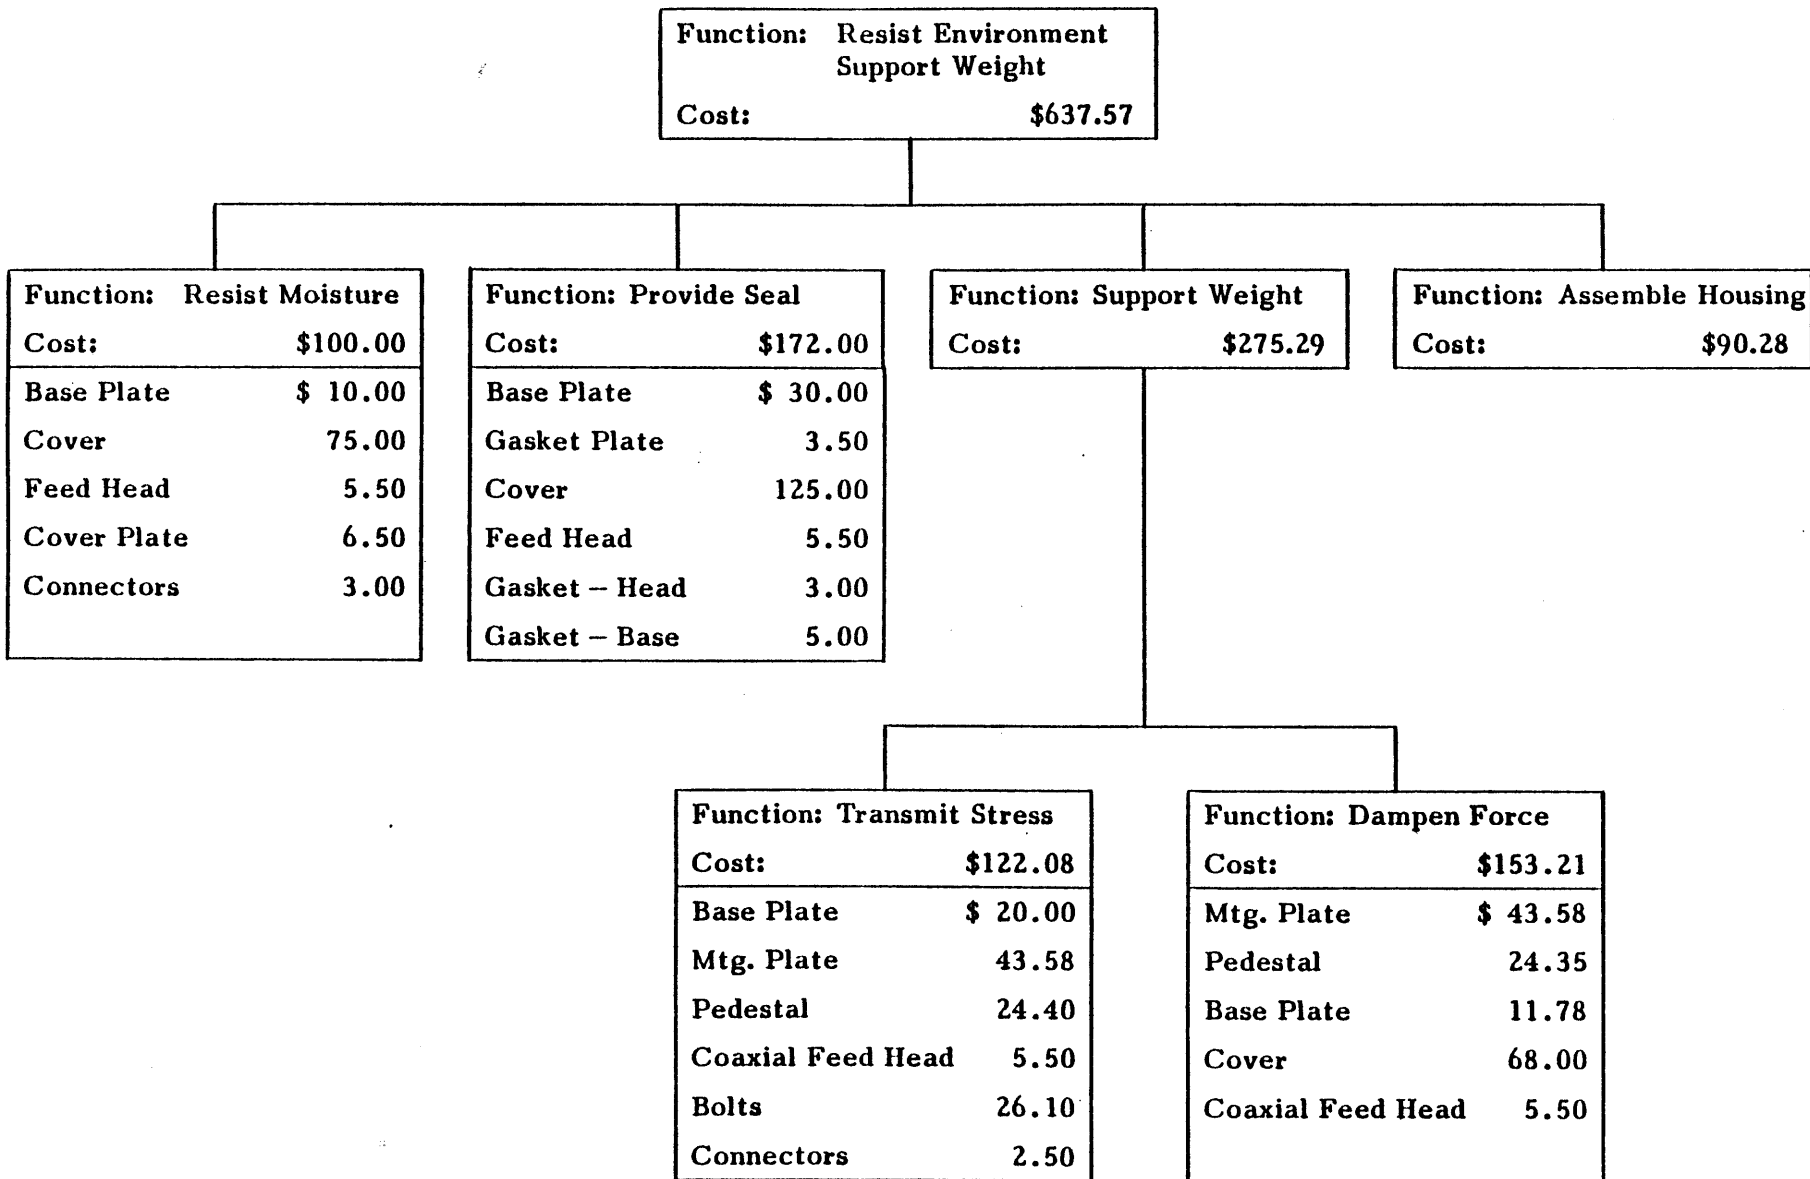 Function: Resist Environment
Support Weight
Cost: $637.57
Function: Resist Moisture
Cost: $100.00
Base Plate $ 10.00
Cover 75.00
Feed Head 5.50
Cover Plate 6.50
Connectors 3.00
Function: Provide Seal
Cost: $172.00
Base Plate $ 30.00
Gasket Plate 3.50
Cover 125.00
Feed Head 5.50
Gasket – Head 3.00
Gasket – Base 5.00
Function: Support Weight
Cost: $275.29
Function: Assemble Housing
Cost: $90.28
Function: Transmit Stress
Cost: $122.08
Base Plate $ 20.00
Mtg. Plate 43.58
Pedestal 24.40
Coaxial Feed Head 5.50
Bolts 26.10
Connectors 2.50
Function: Dampen Force
Cost: $153.21
Mtg. Plate $ 43.58
Pedestal 24.35
Base Plate 11.78
Cover 68.00
Coaxial Feed Head 5.50